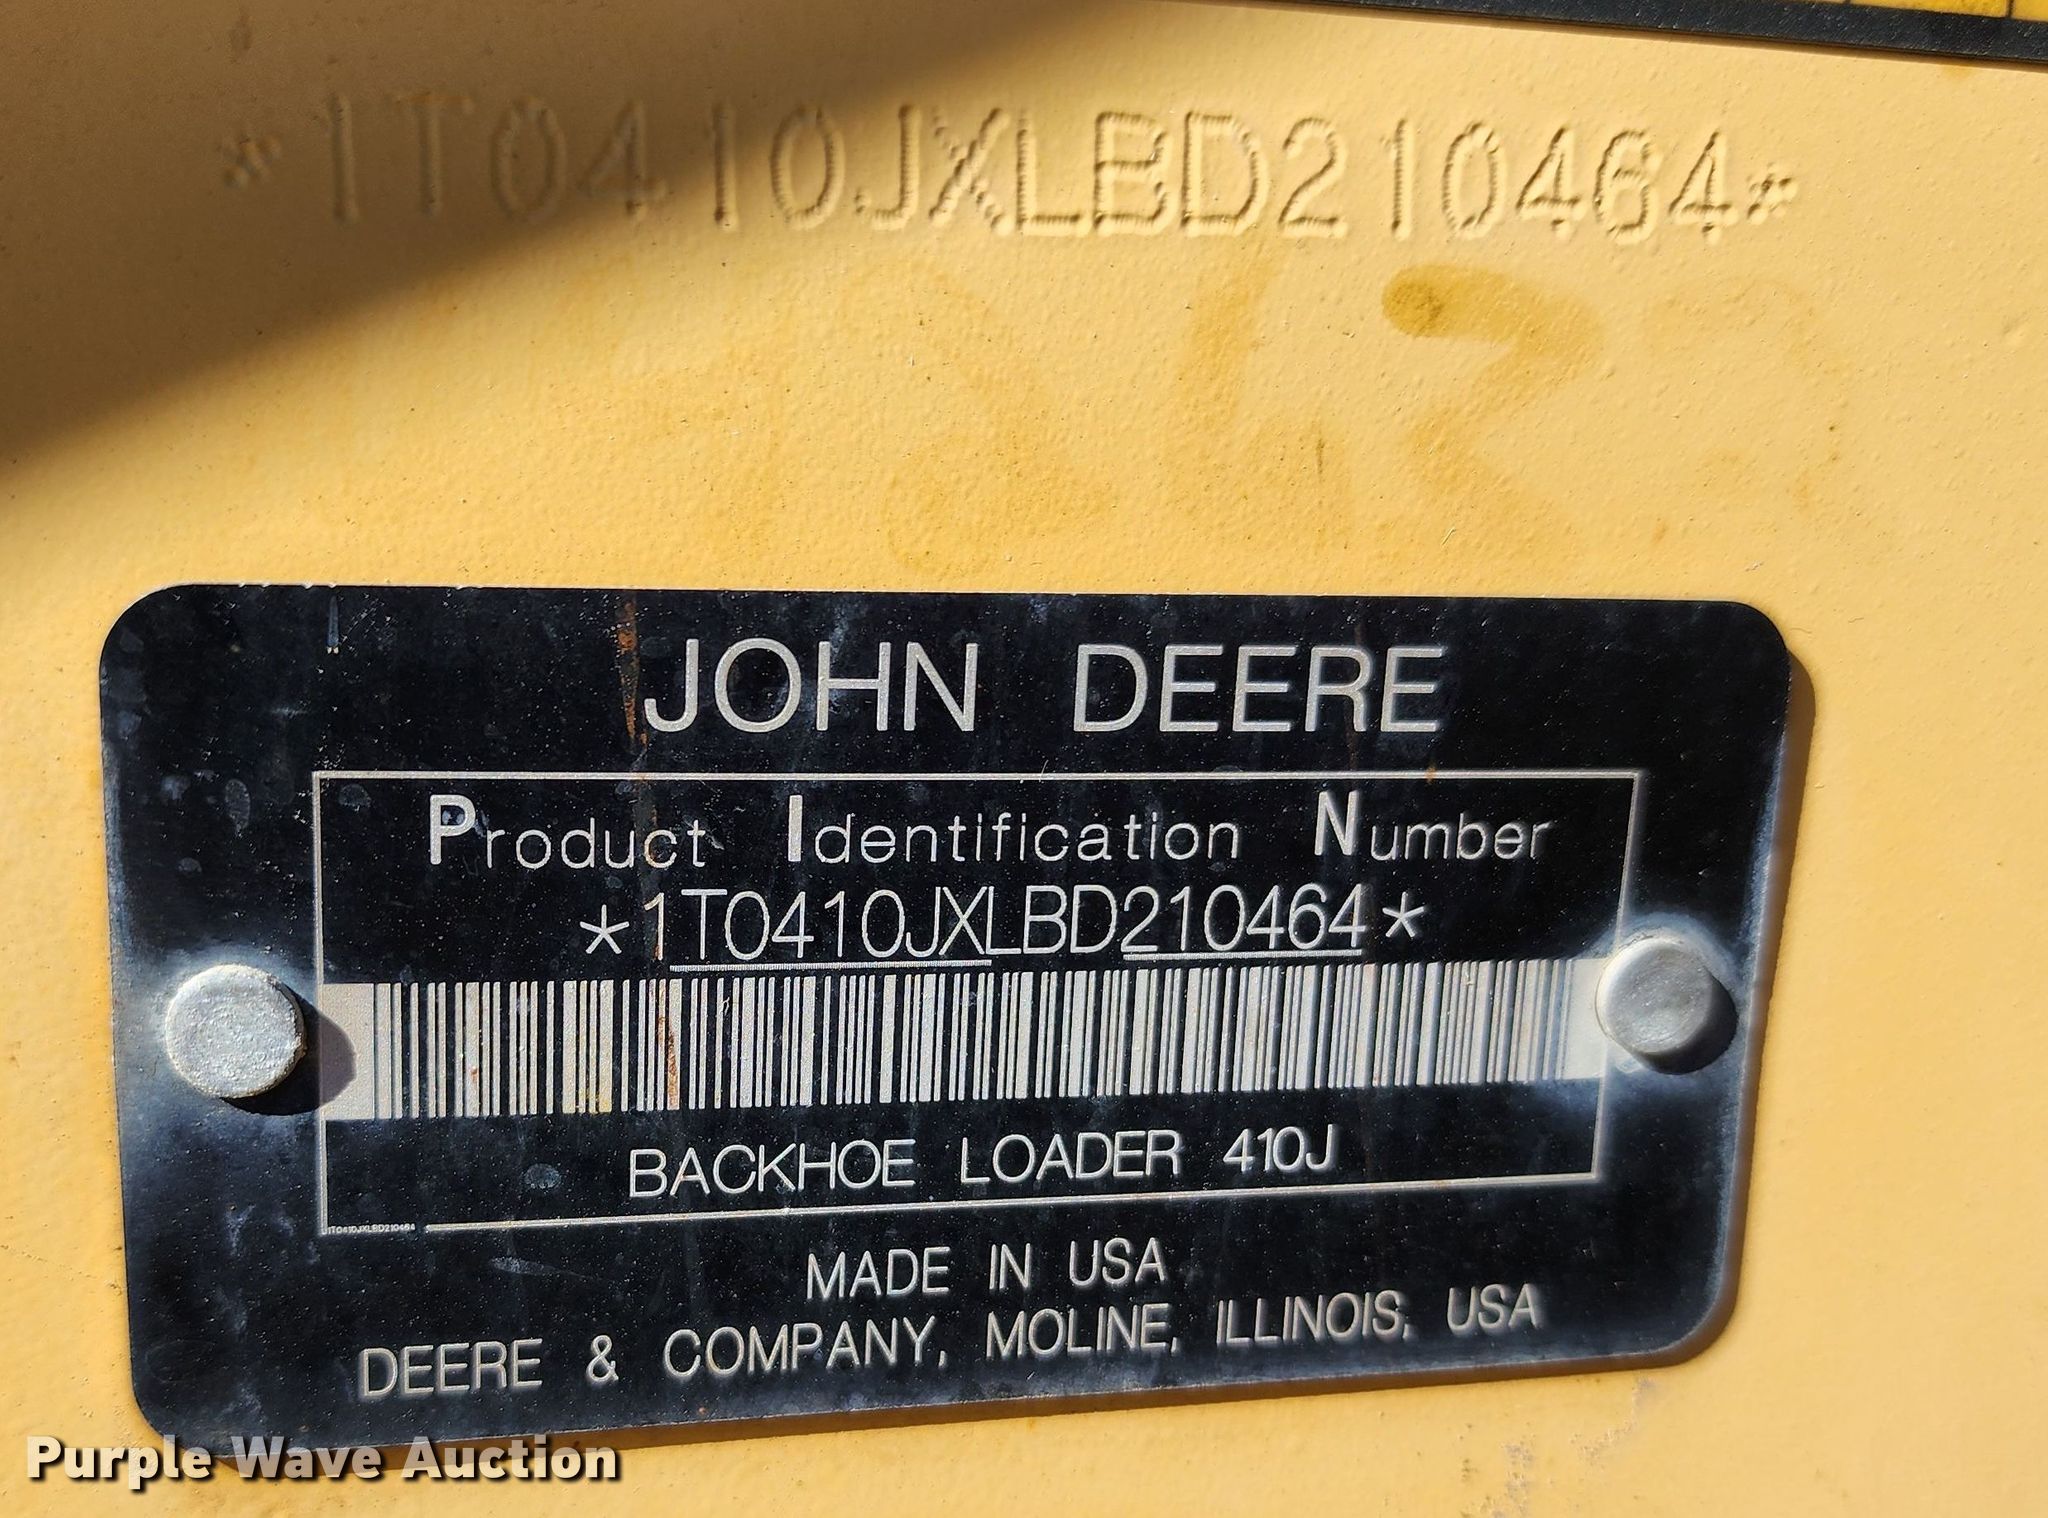 *1T0410JXLBD210464*
JOHN DEERE
Product Identification Number
*1T0410JXLBD210464*
BACKHOE LOADER 410J
1T0410JXLBD210464
MADE IN USA
DEERE & COMPANY, MOLINE, ILLINOIS, USA
Purple Wave Auction